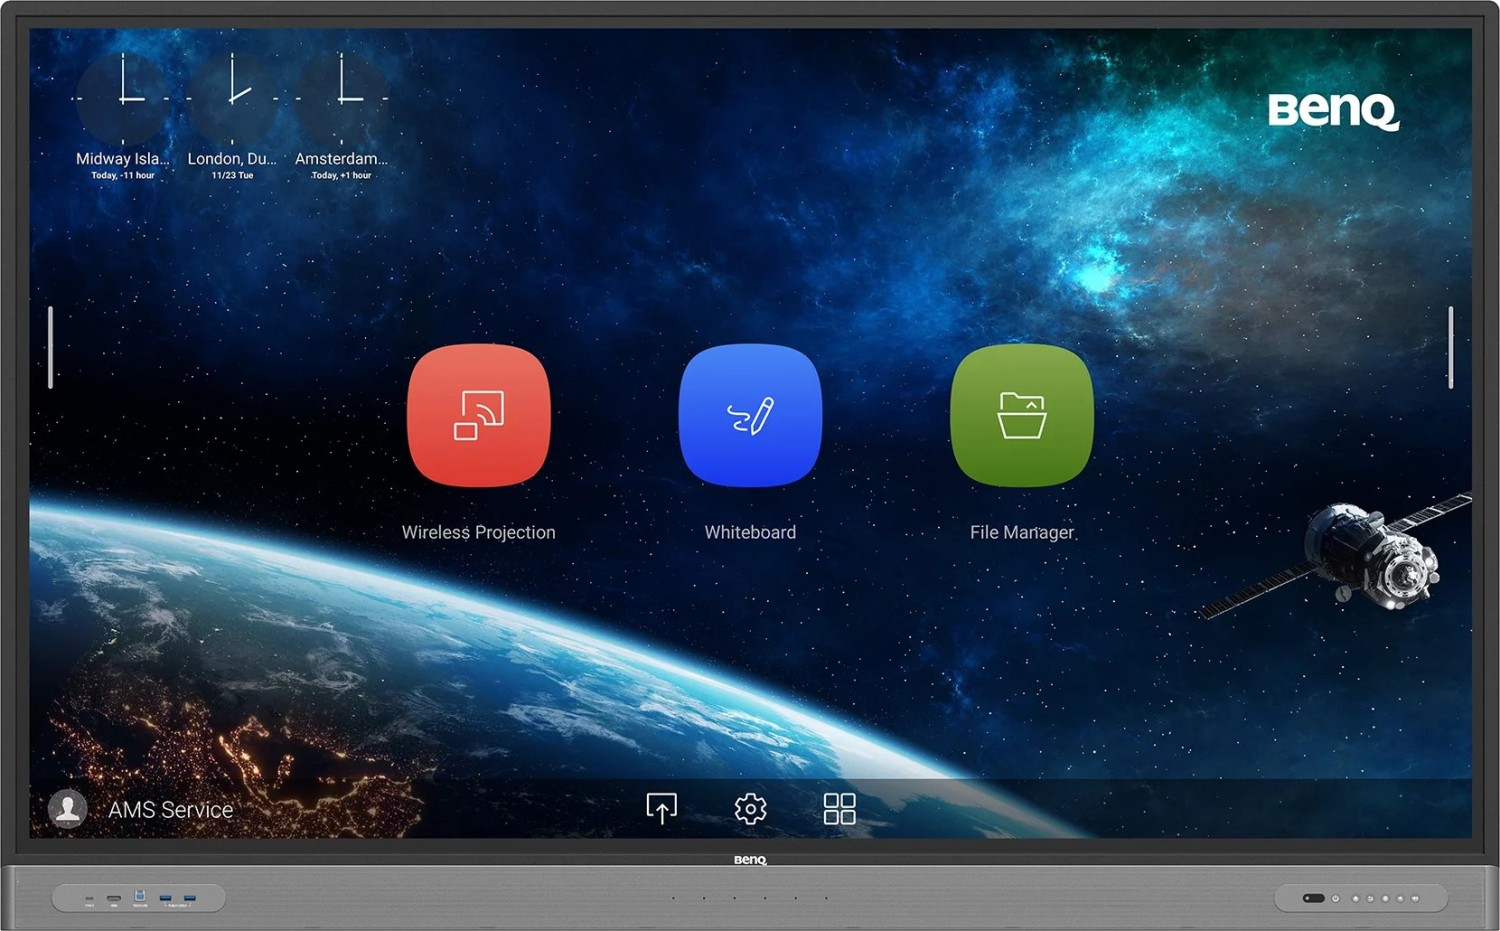 Midway Isla...
Today, -11 hour
London, Du...
11/23 Tue
Amsterdam...
Today, +1 hour
BenQ
Wireless Projection
Whiteboard
File Manager
AMS Service
BenQ